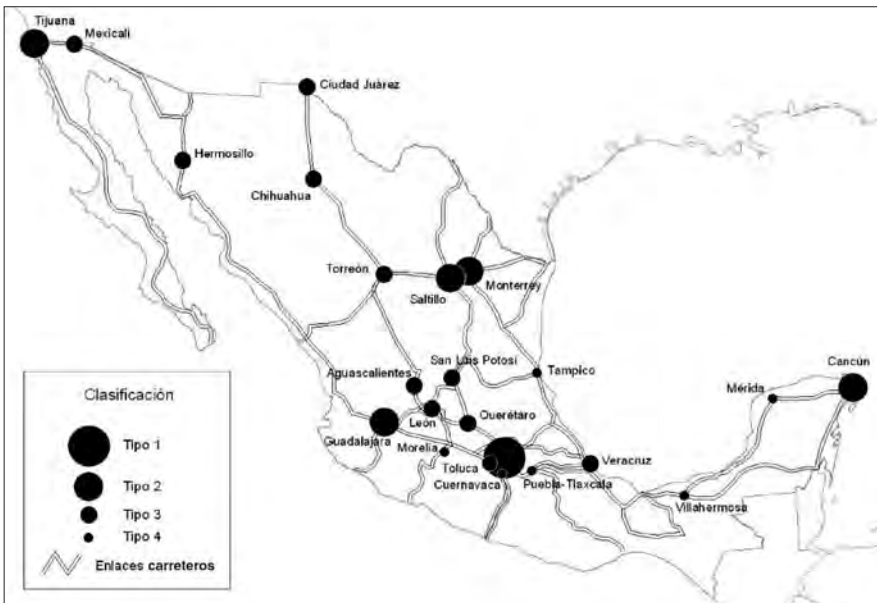 Tijuana
Mexicali
Ciudad Juárez
Hermosillo
Chihuahua
Torreón
Monterrey
Saltillo
San Luis Potosí
Tampico
Aguascalientes
Cancún
Mérida
León
Querétaro
Guadalajara
Morelia
Toluca
Veracruz
Cuernavaca
Puebla-Tlaxcala
Villahermosa
Clasificación
Tipo 1
Tipo 2
Tipo 3
Tipo 4
Enlaces carreteros